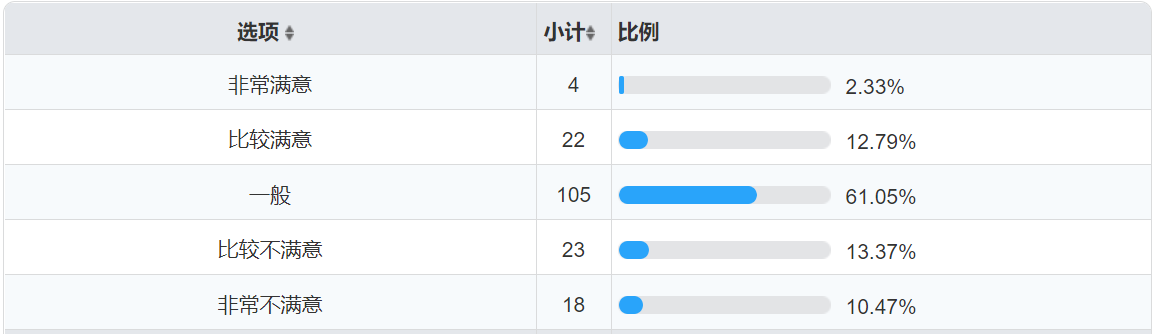 选项 小计 比例
非常满意 4 2.33%
比较满意 22 12.79%
一般 105 61.05%
比较不满意 23 13.37%
非常不满意 18 10.47%